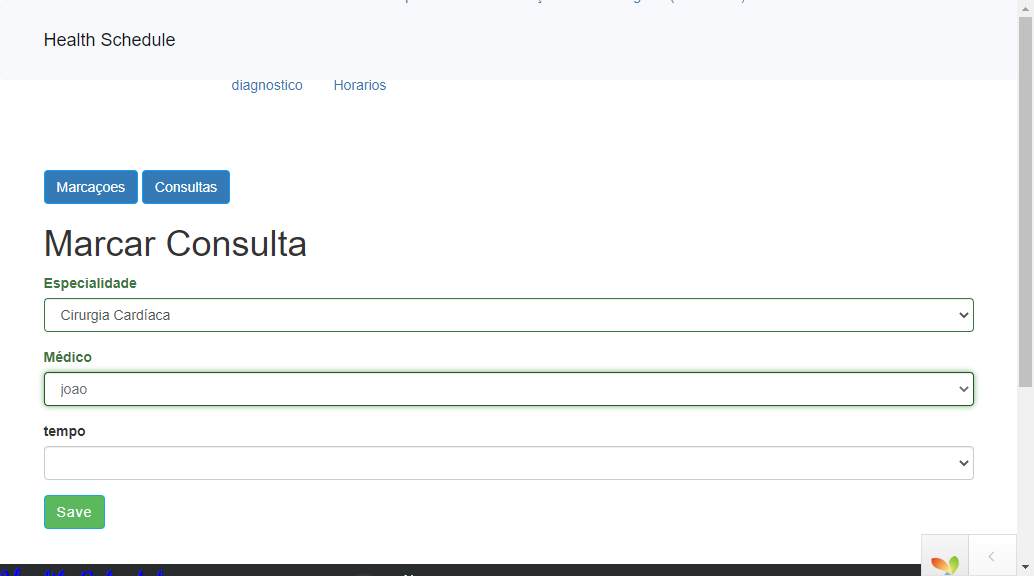 Health Schedule
diagnostico Horarios
Marcaçoes Consultas
Marcar Consulta
Especialidade
Cirurgia Cardíaca
Médico
joao
tempo
Save